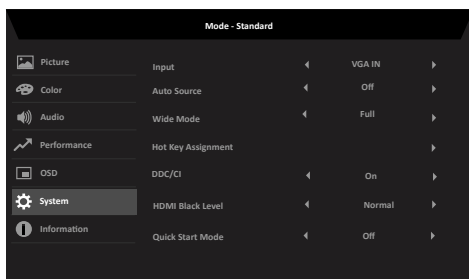 Mode - Standard
Picture
Color
Audio
Performance
OSD
System
Information
Input VGA IN
Auto Source Off
Wide Mode Full
Hot Key Assignment
DDC/CI On
HDMI Black Level Normal
Quick Start Mode Off